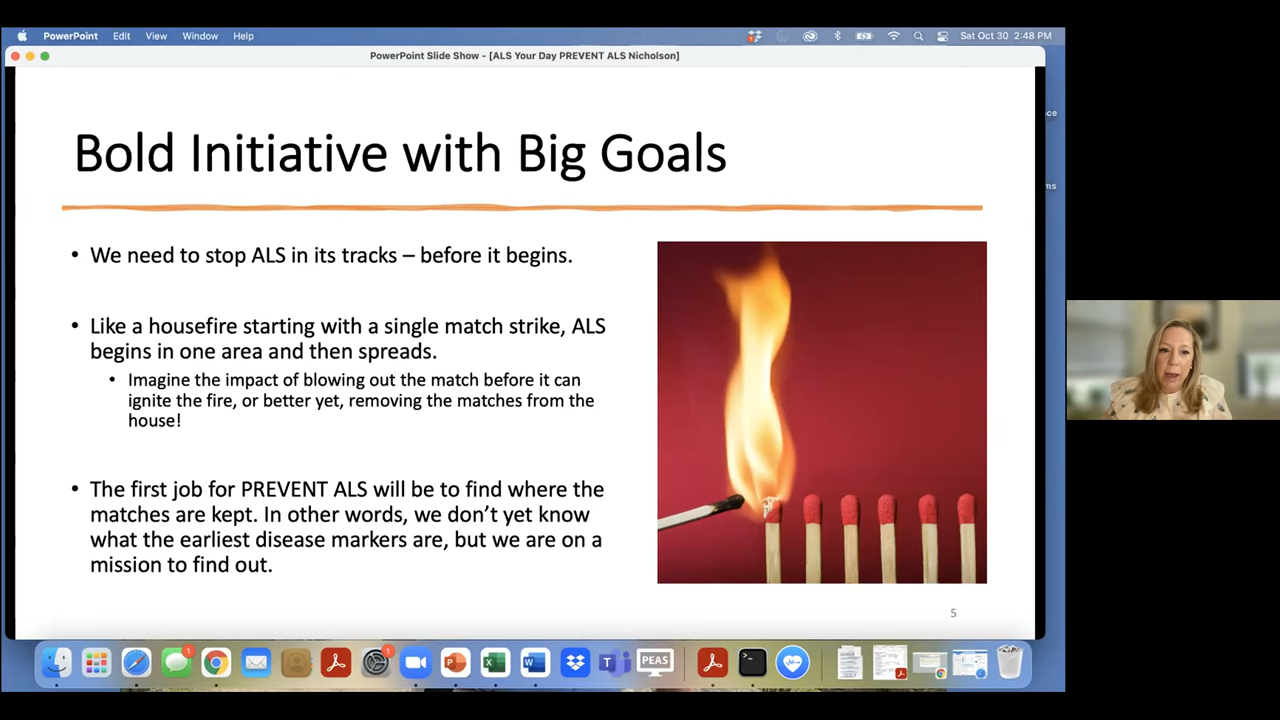 PowerPoint Edit View Window Help Sat Oct 30 2:48 PM
PowerPoint Slide Show - [ALS Your Day PREVENT ALS Nicholson]
Bold Initiative with Big Goals
• We need to stop ALS in its tracks – before it begins.
• Like a housefire starting with a single match strike, ALS
begins in one area and then spreads.
• Imagine the impact of blowing out the match before it can
ignite the fire, or better yet, removing the matches from the
house!
• The first job for PREVENT ALS will be to find where the
matches are kept. In other words, we don’t yet know
what the earliest disease markers are, but we are on a
mission to find out.
5
ce
ms
1
1
PEAS